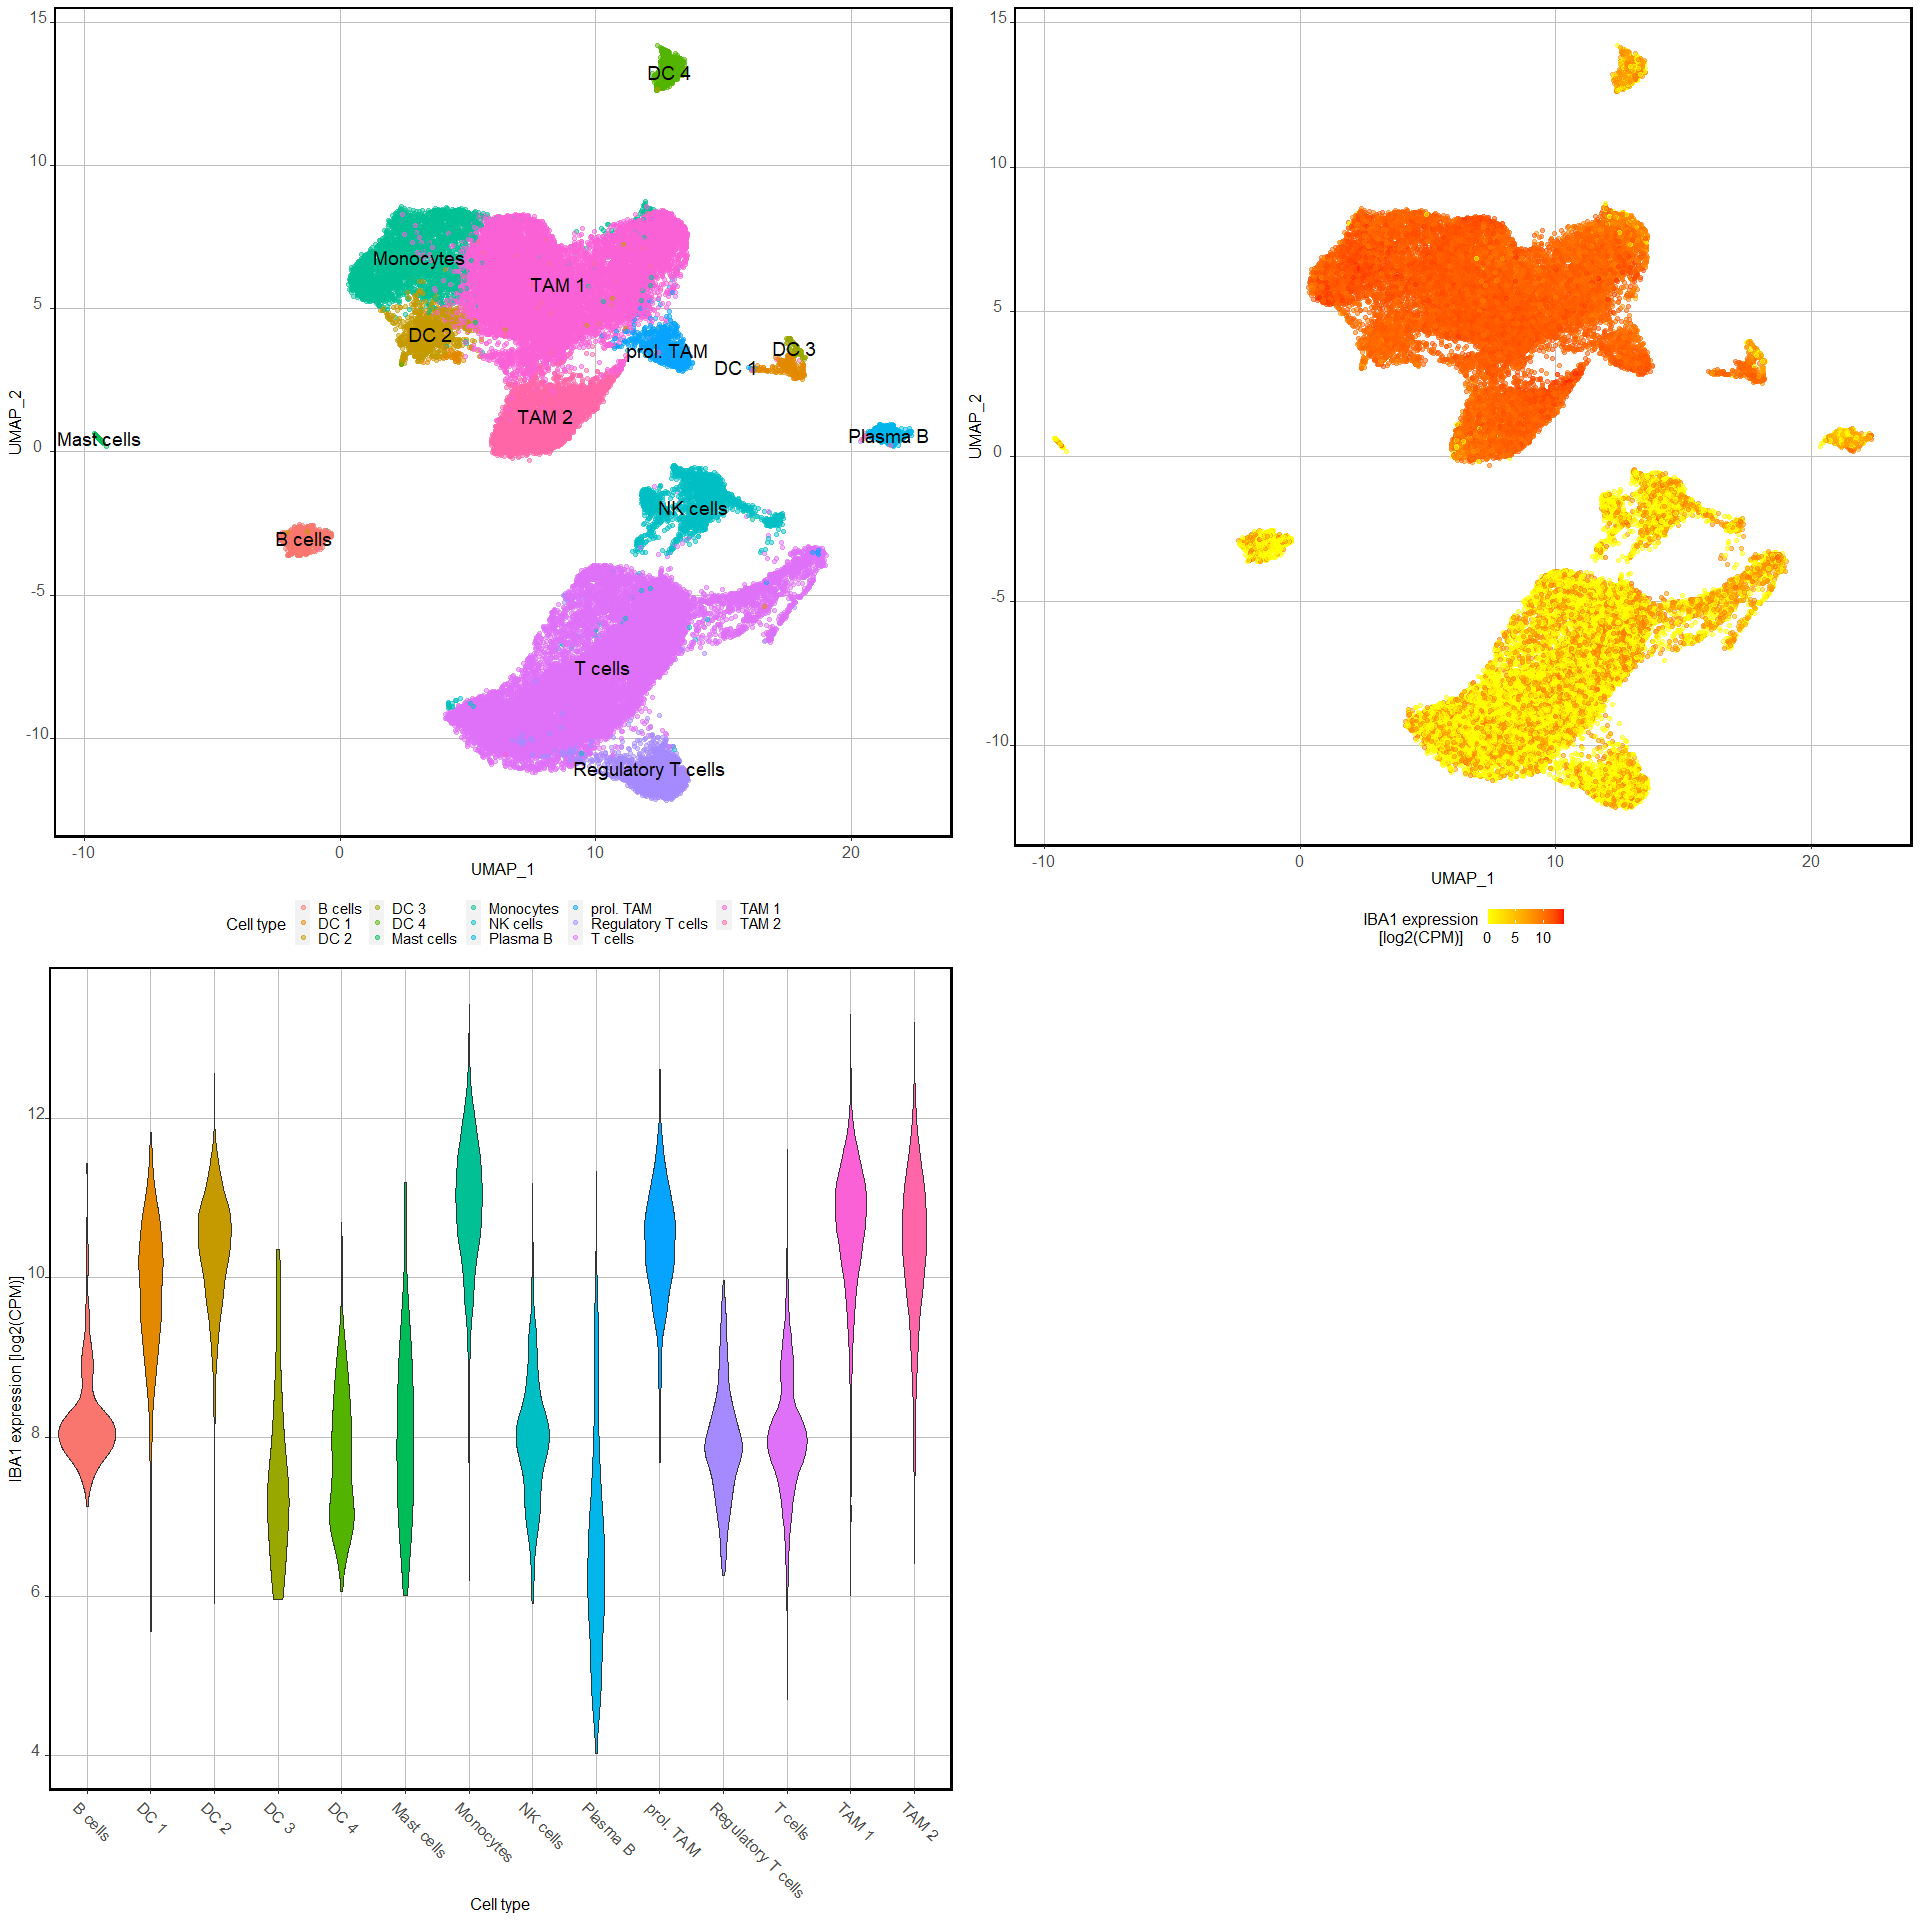 15
10
5
0
-5
-10
UMAP_2
DC 4
Monocytes
TAM 1
DC 2
prol. TAM
DC 3
DC 1
TAM 2
Mast cells
Plasma B
NK cells
B cells
T cells
Regulatory T cells
-10 0 10 20
UMAP_1
Cell type
B cells DC 3 Monocytes prol. TAM TAM 1
DC 1 DC 4 NK cells Regulatory T cells TAM 2
DC 2 Mast cells Plasma B T cells
15
10
5
0
-5
-10
UMAP_2
-10 0 10 20
UMAP_1
IBA1 expression
[log2(CPM)] 0 5 10
12
10
8
6
4
IBA1 expression [log2(CPM)]
B cells
DC 1
DC 2
DC 3
DC 4
Mast cells
Monocytes
NK cells
Plasma B
prol. TAM
Regulatory T cells
T cells
TAM 1
TAM 2
Cell type